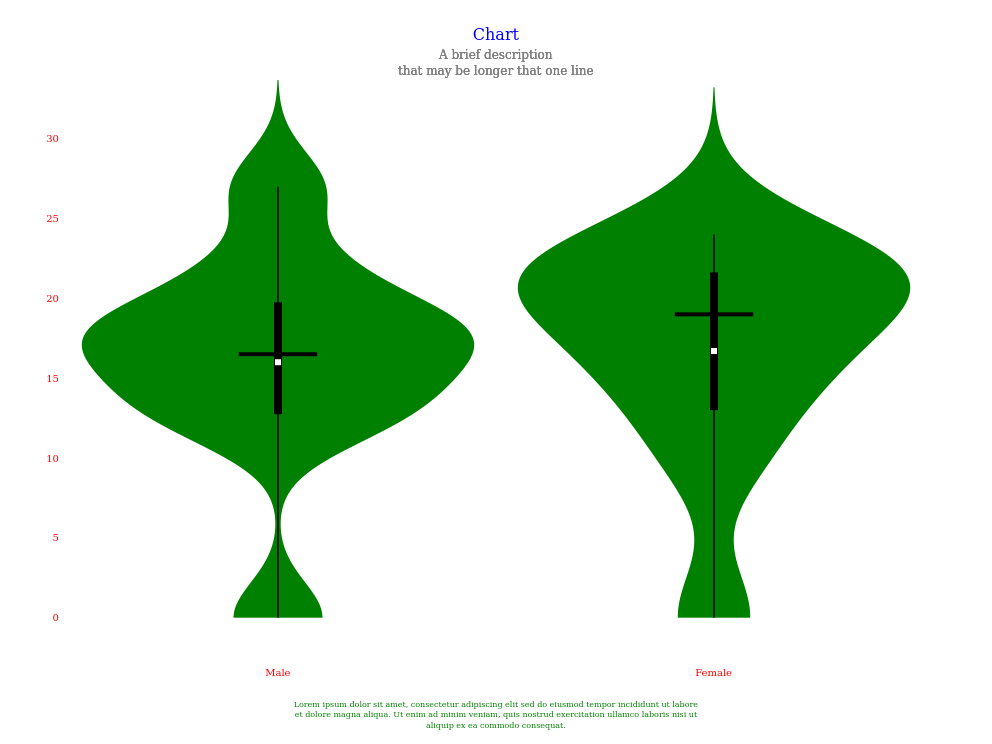 Chart
A brief description
that may be longer that one line
30
25
20
15
10
5
0
Male
Female
Lorem ipsum dolor sit amet, consectetur adipiscing elit sed do eiusmod tempor incididunt ut labore
et dolore magna aliqua. Ut enim ad minim veniam, quis nostrud exercitation ullamco laboris nisi ut
aliquip ex ea commodo consequat.